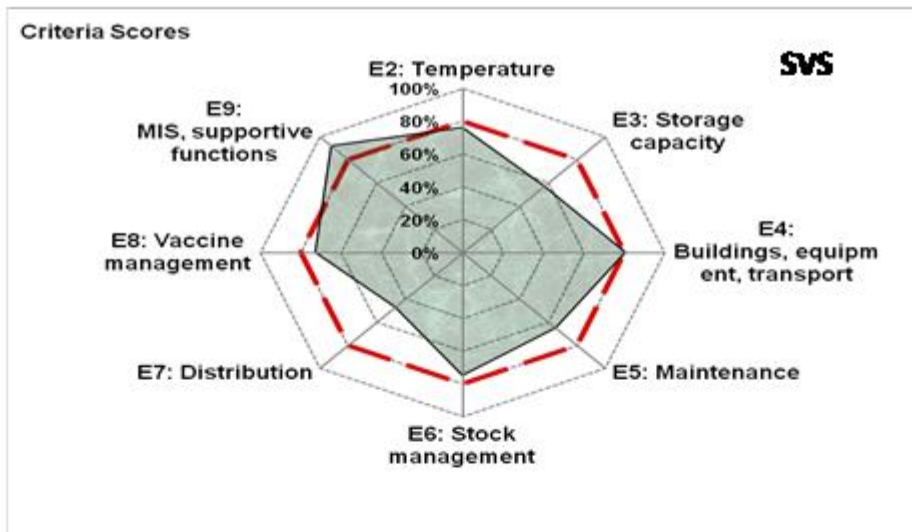 Criteria Scores
SVS
E2: Temperature
100%
80%
60%
40%
20%
0%
E3: Storage
capacity
E4:
Buildings, equipm
ent, transport
E5: Maintenance
E6: Stock
management
E7: Distribution
E8: Vaccine
management
E9:
MIS, supportive
functions